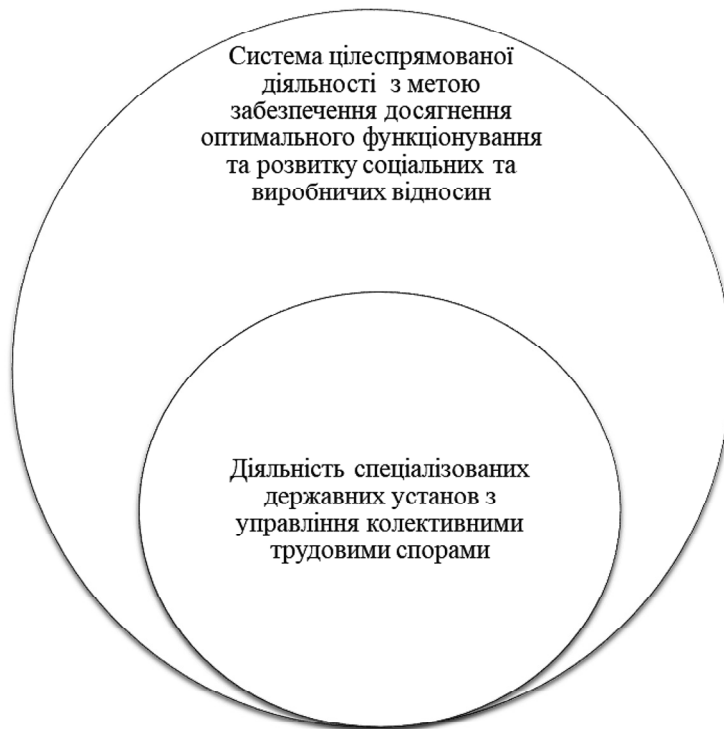 Система цілеспрямованої
діяльності з метою
забезпечення досягнення
оптимального функціонування
та розвитку соціальних та
виробничих відносин
Діяльність спеціалізованих
державних установ з
управління колективними
трудовими спорами